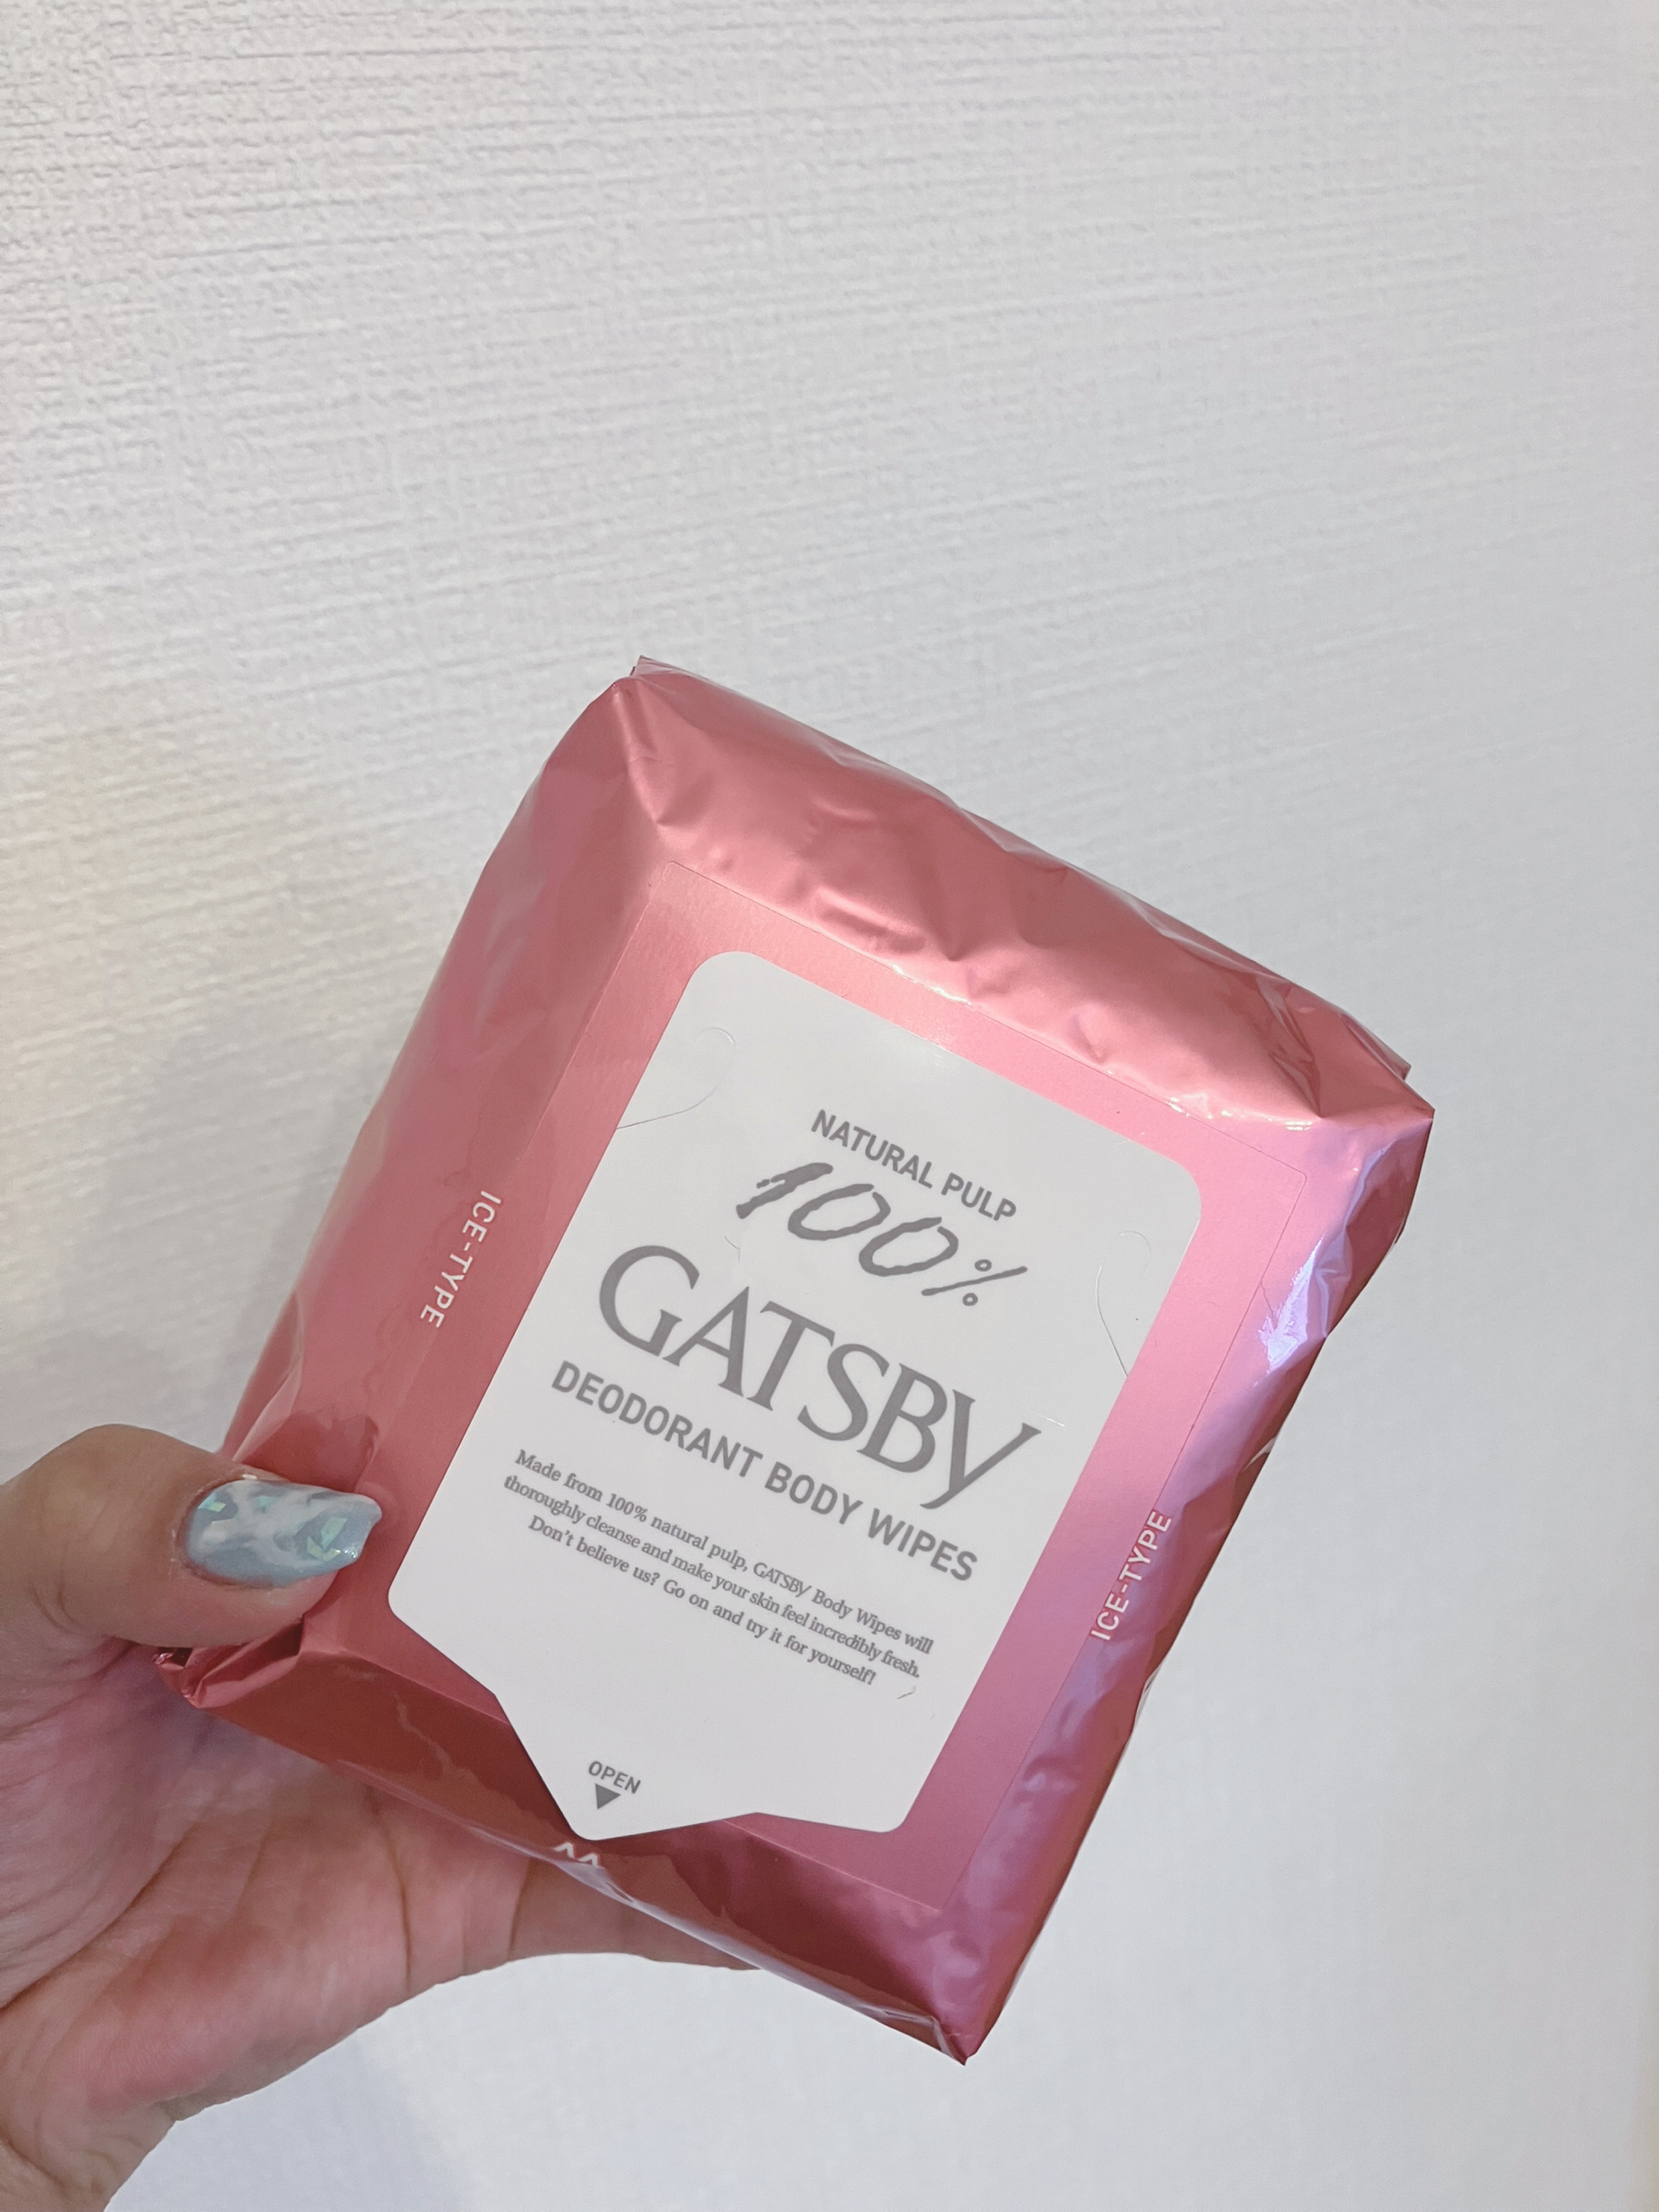 NATURAL PULP
100%
GATSBY
DEODORANT BODY WIPES
Made from 100% natural pulp, GATSBY Body Wipes will
thoroughly cleanse and make your skin feel incredibly fresh.
Don't believe us? Go on and try it for yourself!
OPEN
ICE-TYPE
ICE-TYPE